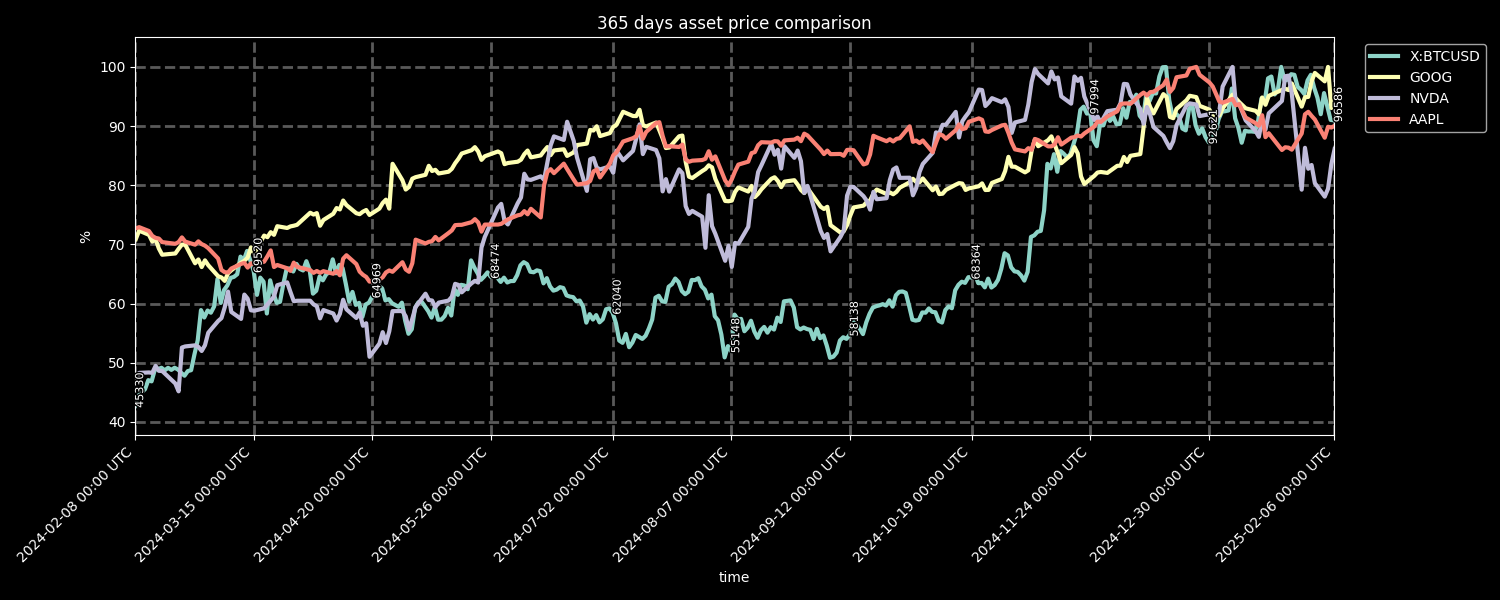 365 days asset price comparison
X:BTCUSD
GOOG
NVDA
AAPL
%
100
90
80
70
60
50
40
45330
69520
64969
68474
62040
55148
58138
68364
97994
92621
96586
2024-02-08 00:00 UTC
2024-03-15 00:00 UTC
2024-04-20 00:00 UTC
2024-05-26 00:00 UTC
2024-07-02 00:00 UTC
2024-08-07 00:00 UTC
2024-09-12 00:00 UTC
2024-10-19 00:00 UTC
2024-11-24 00:00 UTC
2024-12-30 00:00 UTC
2025-02-06 00:00 UTC
time